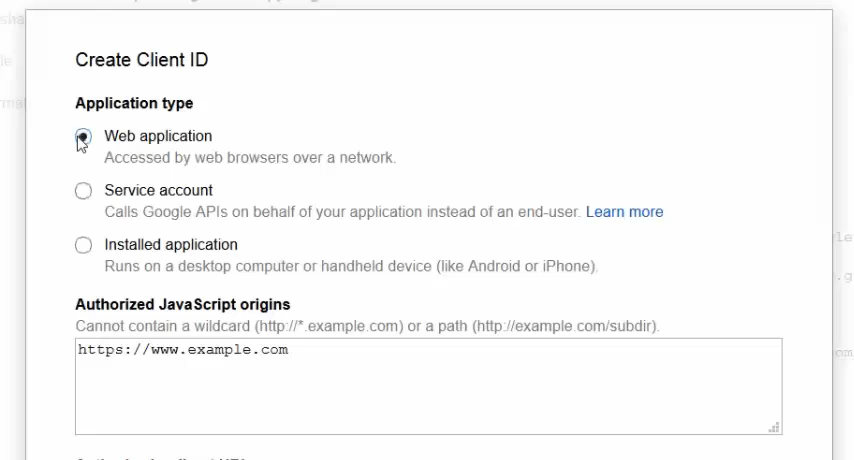 Create Client ID
Application type
Web application
Accessed by web browsers over a network.
Service account
Calls Google APIs on behalf of your application instead of an end-user. Learn more
Installed application
Runs on a desktop computer or handheld device (like Android or iPhone).
Authorized JavaScript origins
Cannot contain a wildcard (http://*.example.com) or a path (http://example.com/subdir).
https://www.example.com